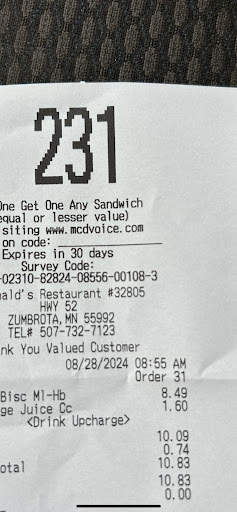 231
One Get One Any Sandwich
equal or lesser value)
siting www.mcdvoice.com
on code:
Expires in 30 days
Survey Code:
-02310-82824-08556-00108-3
ald's Restaurant #32805
HWY 52
ZUMBROTA, MN 55992
TEL# 507-732-7123
nk You Valued Customer
08/28/2024 08:55 AM
Order 31
Bisc Ml-Hb 8.49
ge Juice Cc 1.60
<Drink Upcharge>
10.09
0.74
otal 10.83
10.83
0.00